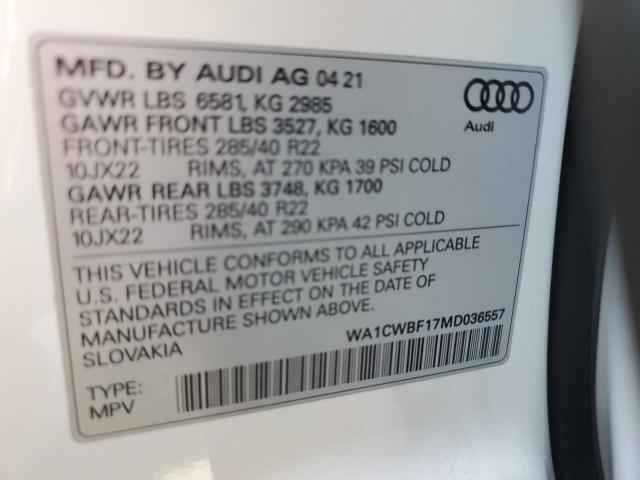 MFD. BY AUDI AG 04 21
GVWR LBS 6581, KG 2985
GAWR FRONT LBS 3527, KG 1600
FRONT-TIRES 285/40 R22
10JX22 RIMS, AT 270 KPA 39 PSI COLD
GAWR REAR LBS 3748, KG 1700
REAR-TIRES 285/40 R22
10JX22 RIMS, AT 290 KPA 42 PSI COLD
Audi
THIS VEHICLE CONFORMS TO ALL APPLICABLE
U.S. FEDERAL MOTOR VEHICLE SAFETY
STANDARDS IN EFFECT ON THE DATE OF
MANUFACTURE SHOWN ABOVE.
SLOVAKIA
WA1CWBF17MD036557
TYPE:
MPV